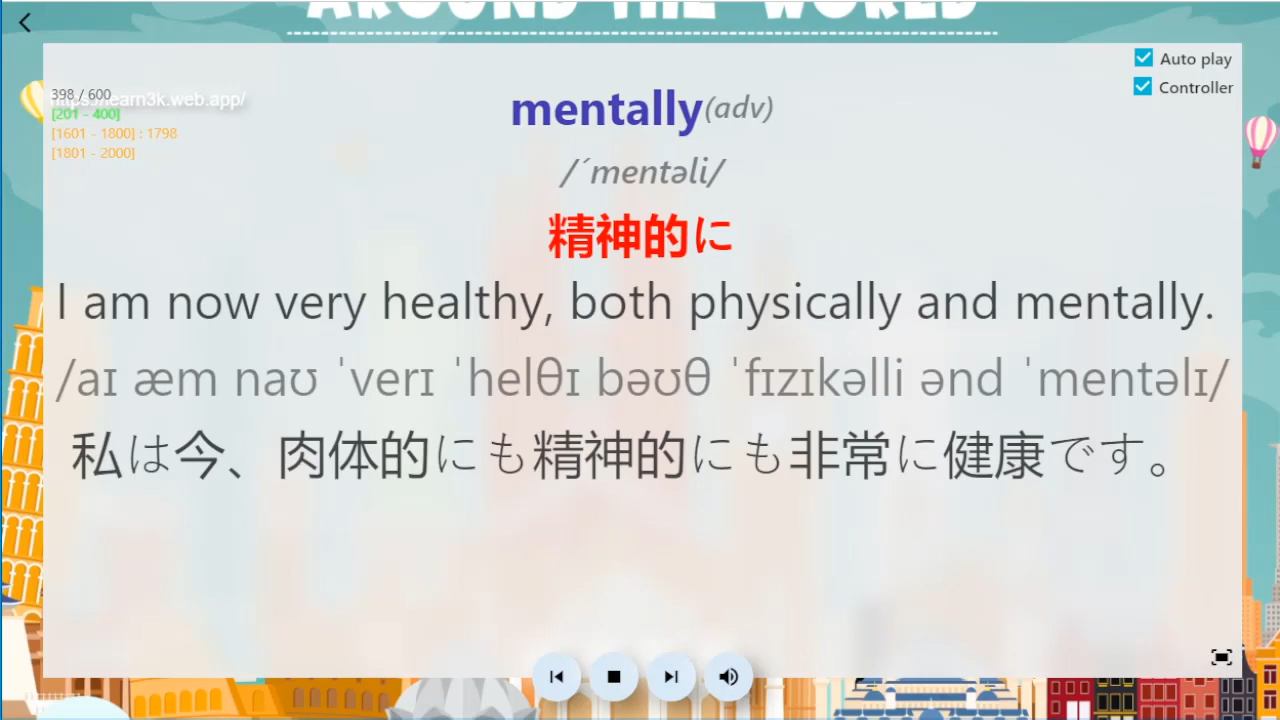 AROUND THE WORLD
Auto play
Controller
398 / 600
https://learn3k.web.app/
[201 - 400]
[1601 - 1800] : 1798
[1801 - 2000]
mentally(adv)
/ˊmentəli/
精神的に
I am now very healthy, both physically and mentally.
/aɪ æm naʊ ˈverɪ ˈhelθɪ bəʊθ ˈfɪzɪkəlli ənd ˈmentəlɪ/
私は今、肉体的にも精神的にも非常に健康です。